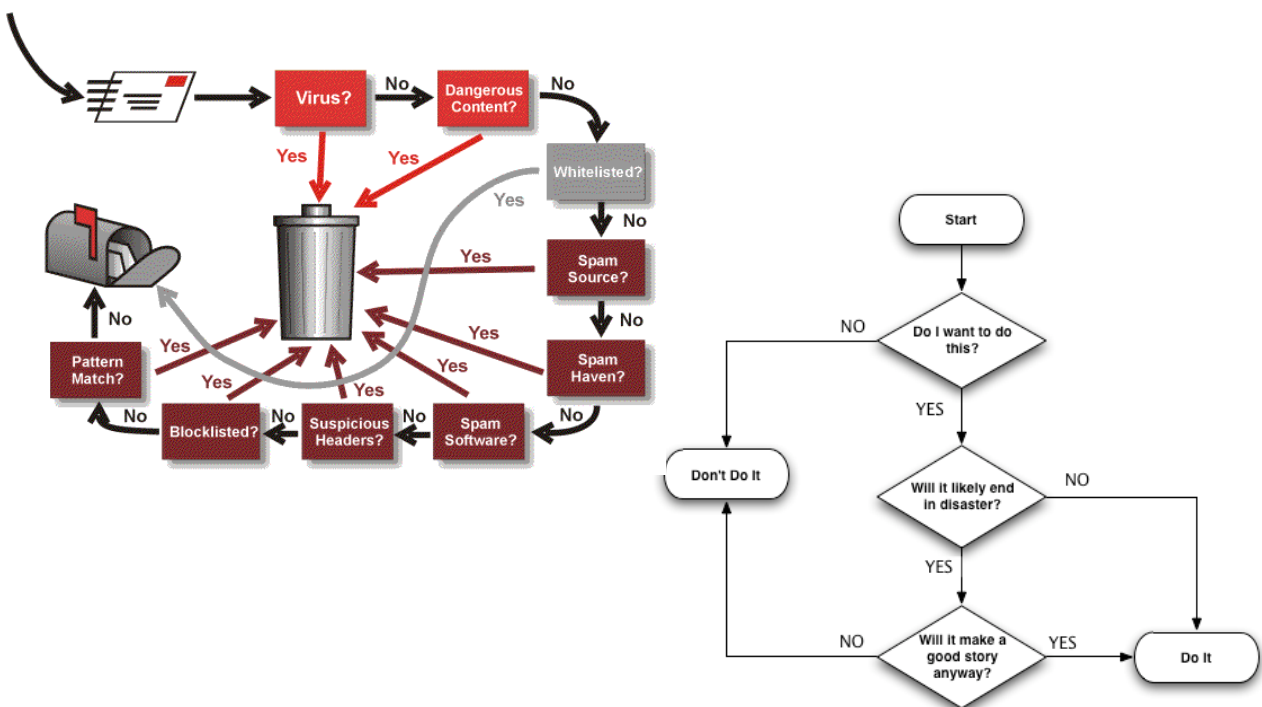 Virus?
No
Dangerous
Content?
No
Yes
Yes
Whitelisted?
Yes
No
Spam
Source?
Yes
No
Spam
Haven?
Yes
No
Spam
Software?
Yes
No
Suspicious
Headers?
Yes
No
Blocklisted?
Yes
No
Pattern
Match?
Yes
No
Start
Do I want to do
this?
NO
YES
Don't Do It
Will it likely end
in disaster?
NO
YES
Will it make a
good story
anyway?
NO
YES
Do It